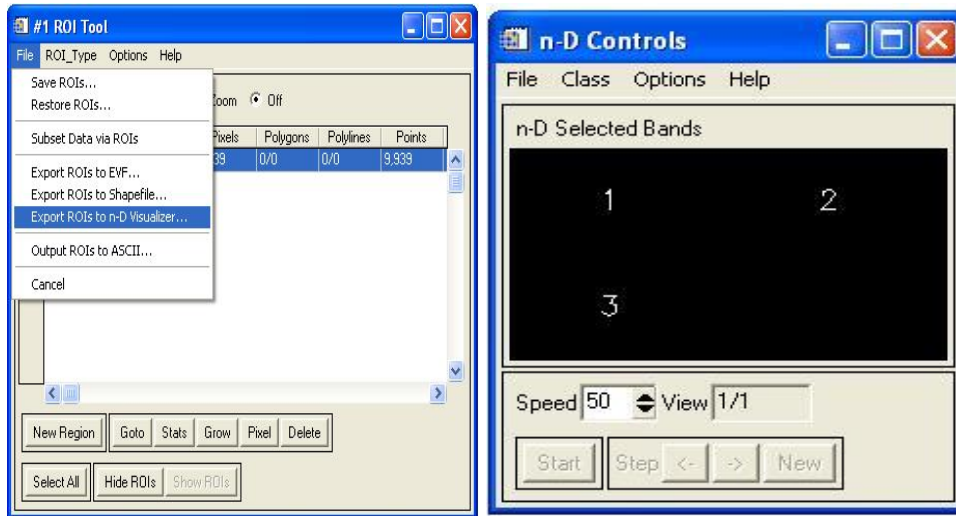 #1 ROI Tool
File ROI_Type Options Help
Save ROIs...
Restore ROIs...
Subset Data via ROIs
Export ROIs to EVF...
Export ROIs to Shapefile...
Export ROIs to n-D Visualizer...
Output ROIs to ASCII...
Cancel
Off
Polygons Polylines Points
39 0/0 0/0 9,939
New Region Goto Stats Grow Pixel Delete
Select All Hide ROIs Show ROIs
n-D Controls
File Class Options Help
n-D Selected Bands
1 2
3
Speed 50 View 1/1
Start Step <- -> New